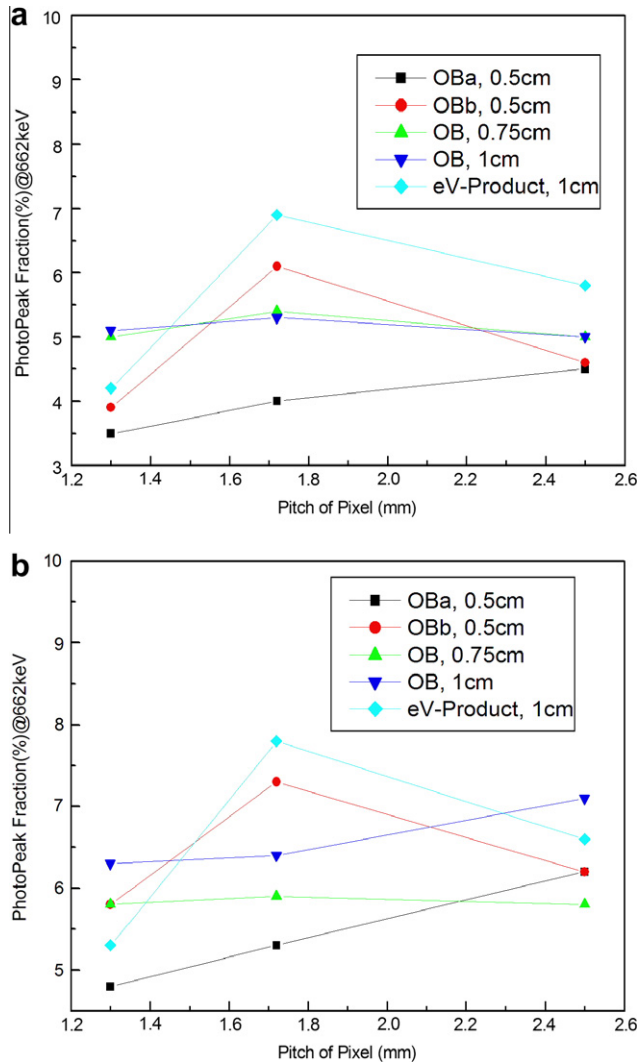 a
10
9
8
7
6
5
4
3
PhotoPeak Fraction(%)@662keV
OBa, 0.5cm
OBb, 0.5cm
OB, 0.75cm
OB, 1cm
eV-Product, 1cm
1.2 1.4 1.6 1.8 2.0 2.2 2.4 2.6
Pitch of Pixel (mm)
b
10
9
8
7
6
5
PhotoPeak Fraction(%)@662keV
OBa, 0.5cm
OBb, 0.5cm
OB, 0.75cm
OB, 1cm
eV-Product, 1cm
1.2 1.4 1.6 1.8 2.0 2.2 2.4 2.6
Pitch of Pixel (mm)